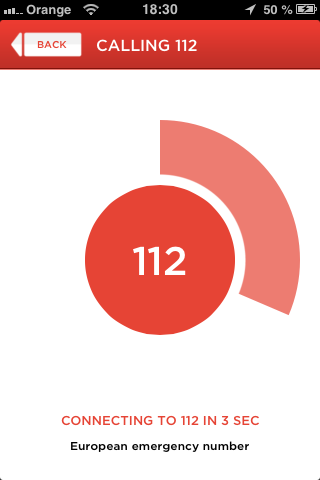 Orange 18:30 50 %
BACK CALLING 112
112
CONNECTING TO 112 IN 3 SEC
European emergency number